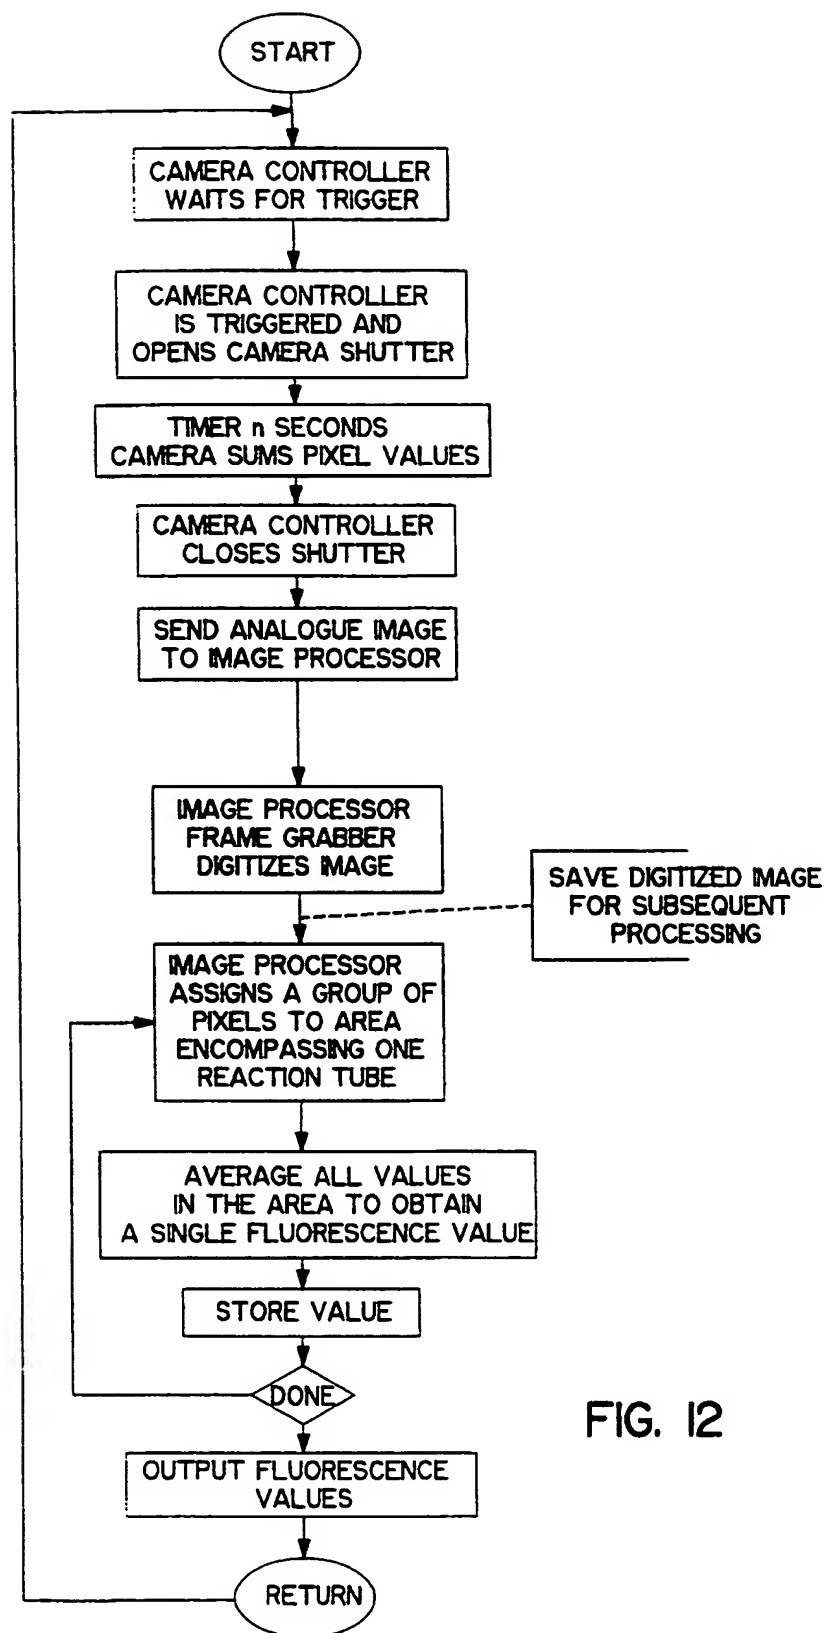 START
CAMERA CONTROLLER
WAITS FOR TRIGGER
CAMERA CONTROLLER
IS TRIGGERED AND
OPENS CAMERA SHUTTER
TIMER n SECONDS
CAMERA SUMS PIXEL VALUES
CAMERA CONTROLLER
CLOSES SHUTTER
SEND ANALOGUE IMAGE
TO IMAGE PROCESSOR
IMAGE PROCESSOR
FRAME GRABBER
DIGITIZES IMAGE
SAVE DIGITIZED IMAGE
FOR SUBSEQUENT
PROCESSING
IMAGE PROCESSOR
ASSIGNS A GROUP OF
PIXELS TO AREA
ENCOMPASSING ONE
REACTION TUBE
AVERAGE ALL VALUES
IN THE AREA TO OBTAIN
A SINGLE FLUORESCENCE VALUE
STORE VALUE
DONE
OUTPUT FLUORESCENCE
VALUES
RETURN
FIG. 12